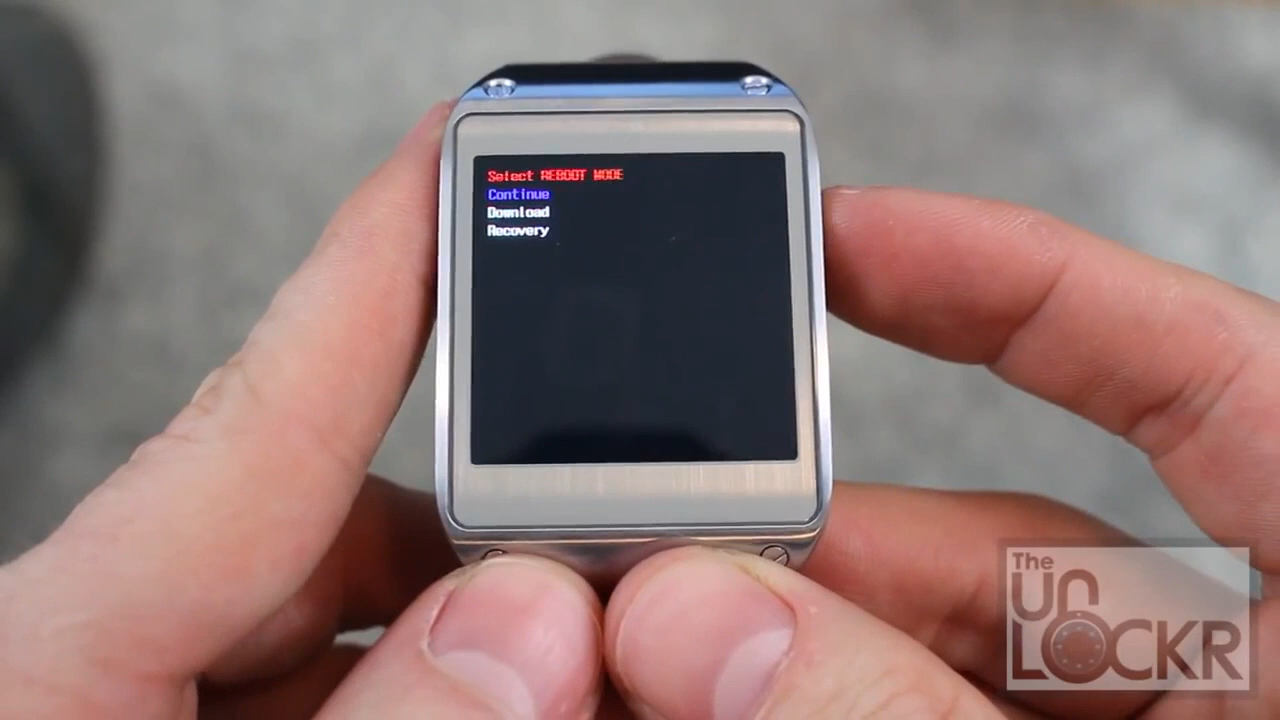 Select REBOOT MODE
Continue
Download
Recovery
The
UN
LOCKR